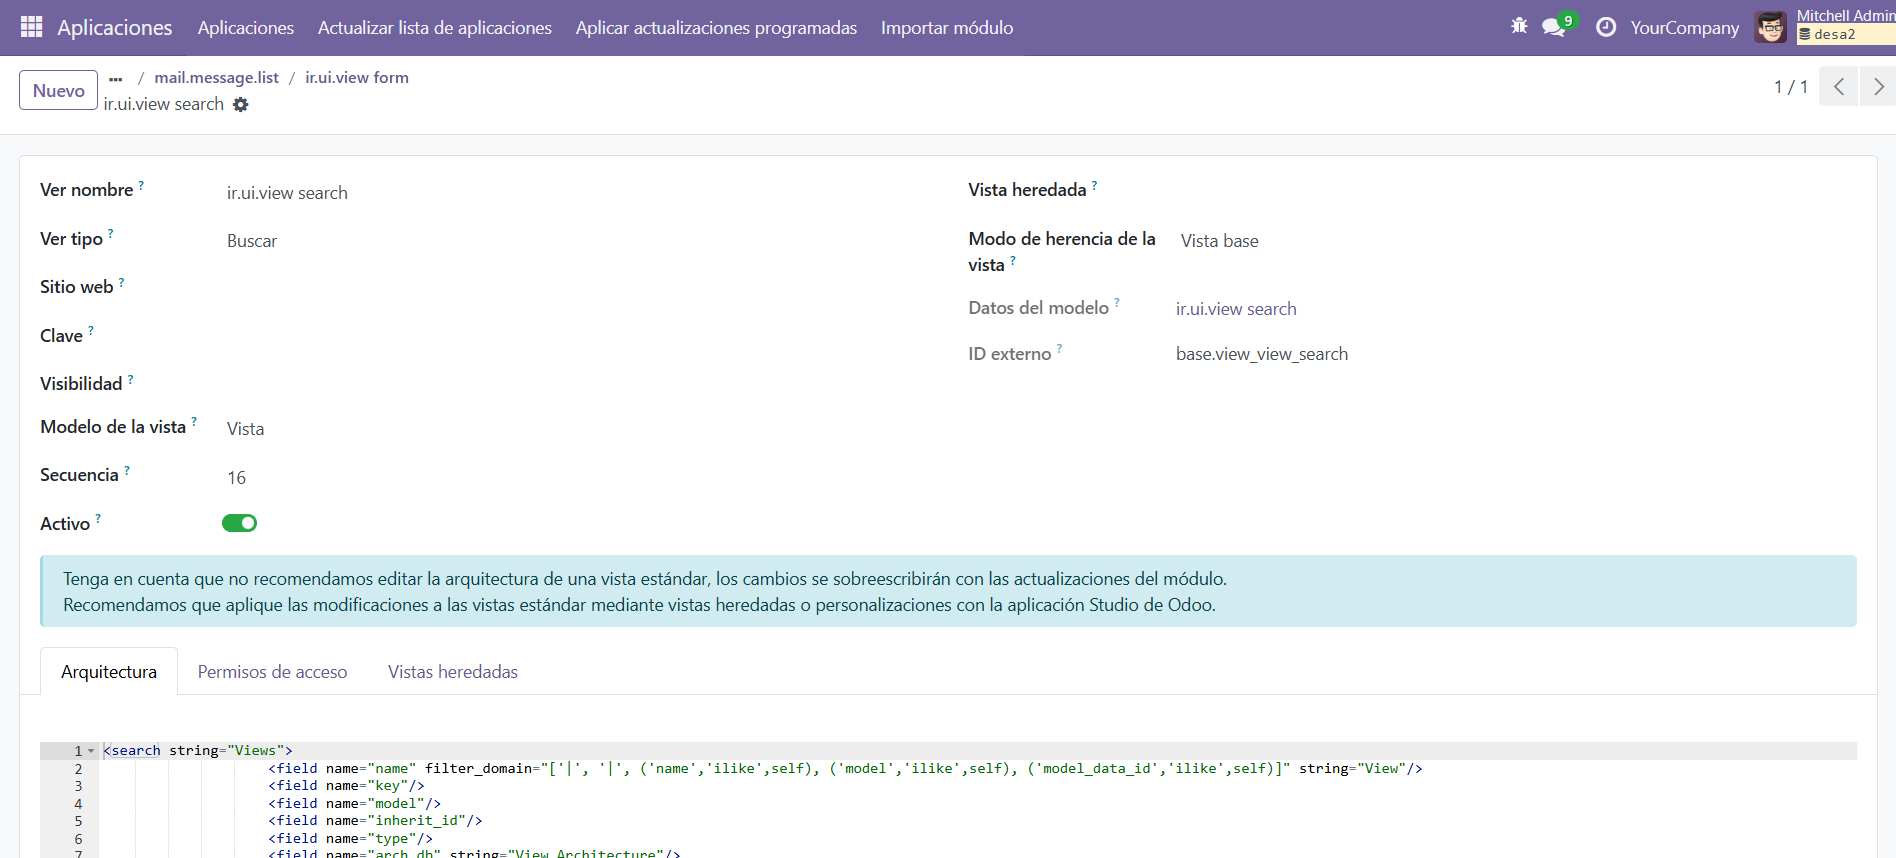 Aplicaciones Aplicaciones Actualizar lista de aplicaciones Aplicar actualizaciones programadas Importar módulo 9 YourCompany Mitchell Admin
desa2
Nuevo ... / mail.message.list / ir.ui.view form
ir.ui.view search
1 / 1
Ver nombre ? ir.ui.view search
Ver tipo ? Buscar
Sitio web ?
Clave ?
Visibilidad ?
Modelo de la vista ? Vista
Secuencia ? 16
Activo ?
Vista heredada ?
Modo de herencia de la vista ? Vista base
Datos del modelo ? ir.ui.view search
ID externo ? base.view_view_search
Tenga en cuenta que no recomendamos editar la arquitectura de una vista estándar, los cambios se sobreescribirán con las actualizaciones del módulo.
Recomendamos que aplique las modificaciones a las vistas estándar mediante vistas heredadas o personalizaciones con la aplicación Studio de Odoo.
Arquitectura Permisos de acceso Vistas heredadas
1 <search string="Views">
2 <field name="name" filter_domain="['|', '|', ('name','ilike',self), ('model','ilike',self), ('model_data_id','ilike',self)]" string="View"/>
3 <field name="key"/>
4 <field name="model"/>
5 <field name="inherit_id"/>
6 <field name="type"/>
7 <field name="arch_db" string="View Architecture"/>